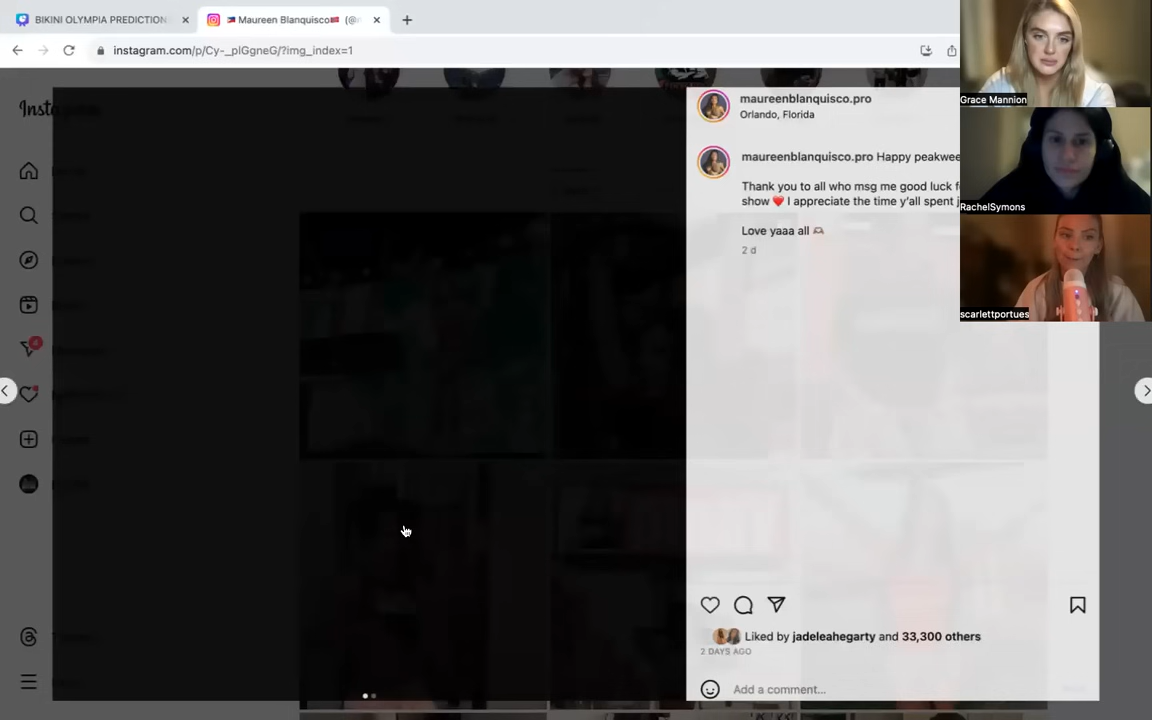 BIKINI OLYMPIA PREDICTION
Maureen Blanquisco
instagram.com/p/Cy-_pIGgneG/?img_index=1
Grace Mannion
maureenblanquisco.pro
Orlando, Florida
maureenblanquisco.pro Happy peakwee
Thank you to all who msg me good luck f
show ❤️ I appreciate the time y'all spent j
Love yaaa all 🫶🏽
2 d
RachelSymons
scarlettportues
4
Liked by jadeleahegarty and 33,300 others
2 DAYS AGO
Add a comment...